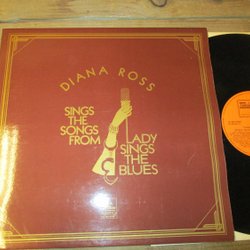 DIANA ROSS
SINGS
THE
SONGS
FROM
LADY
SINGS
THE
BLUES